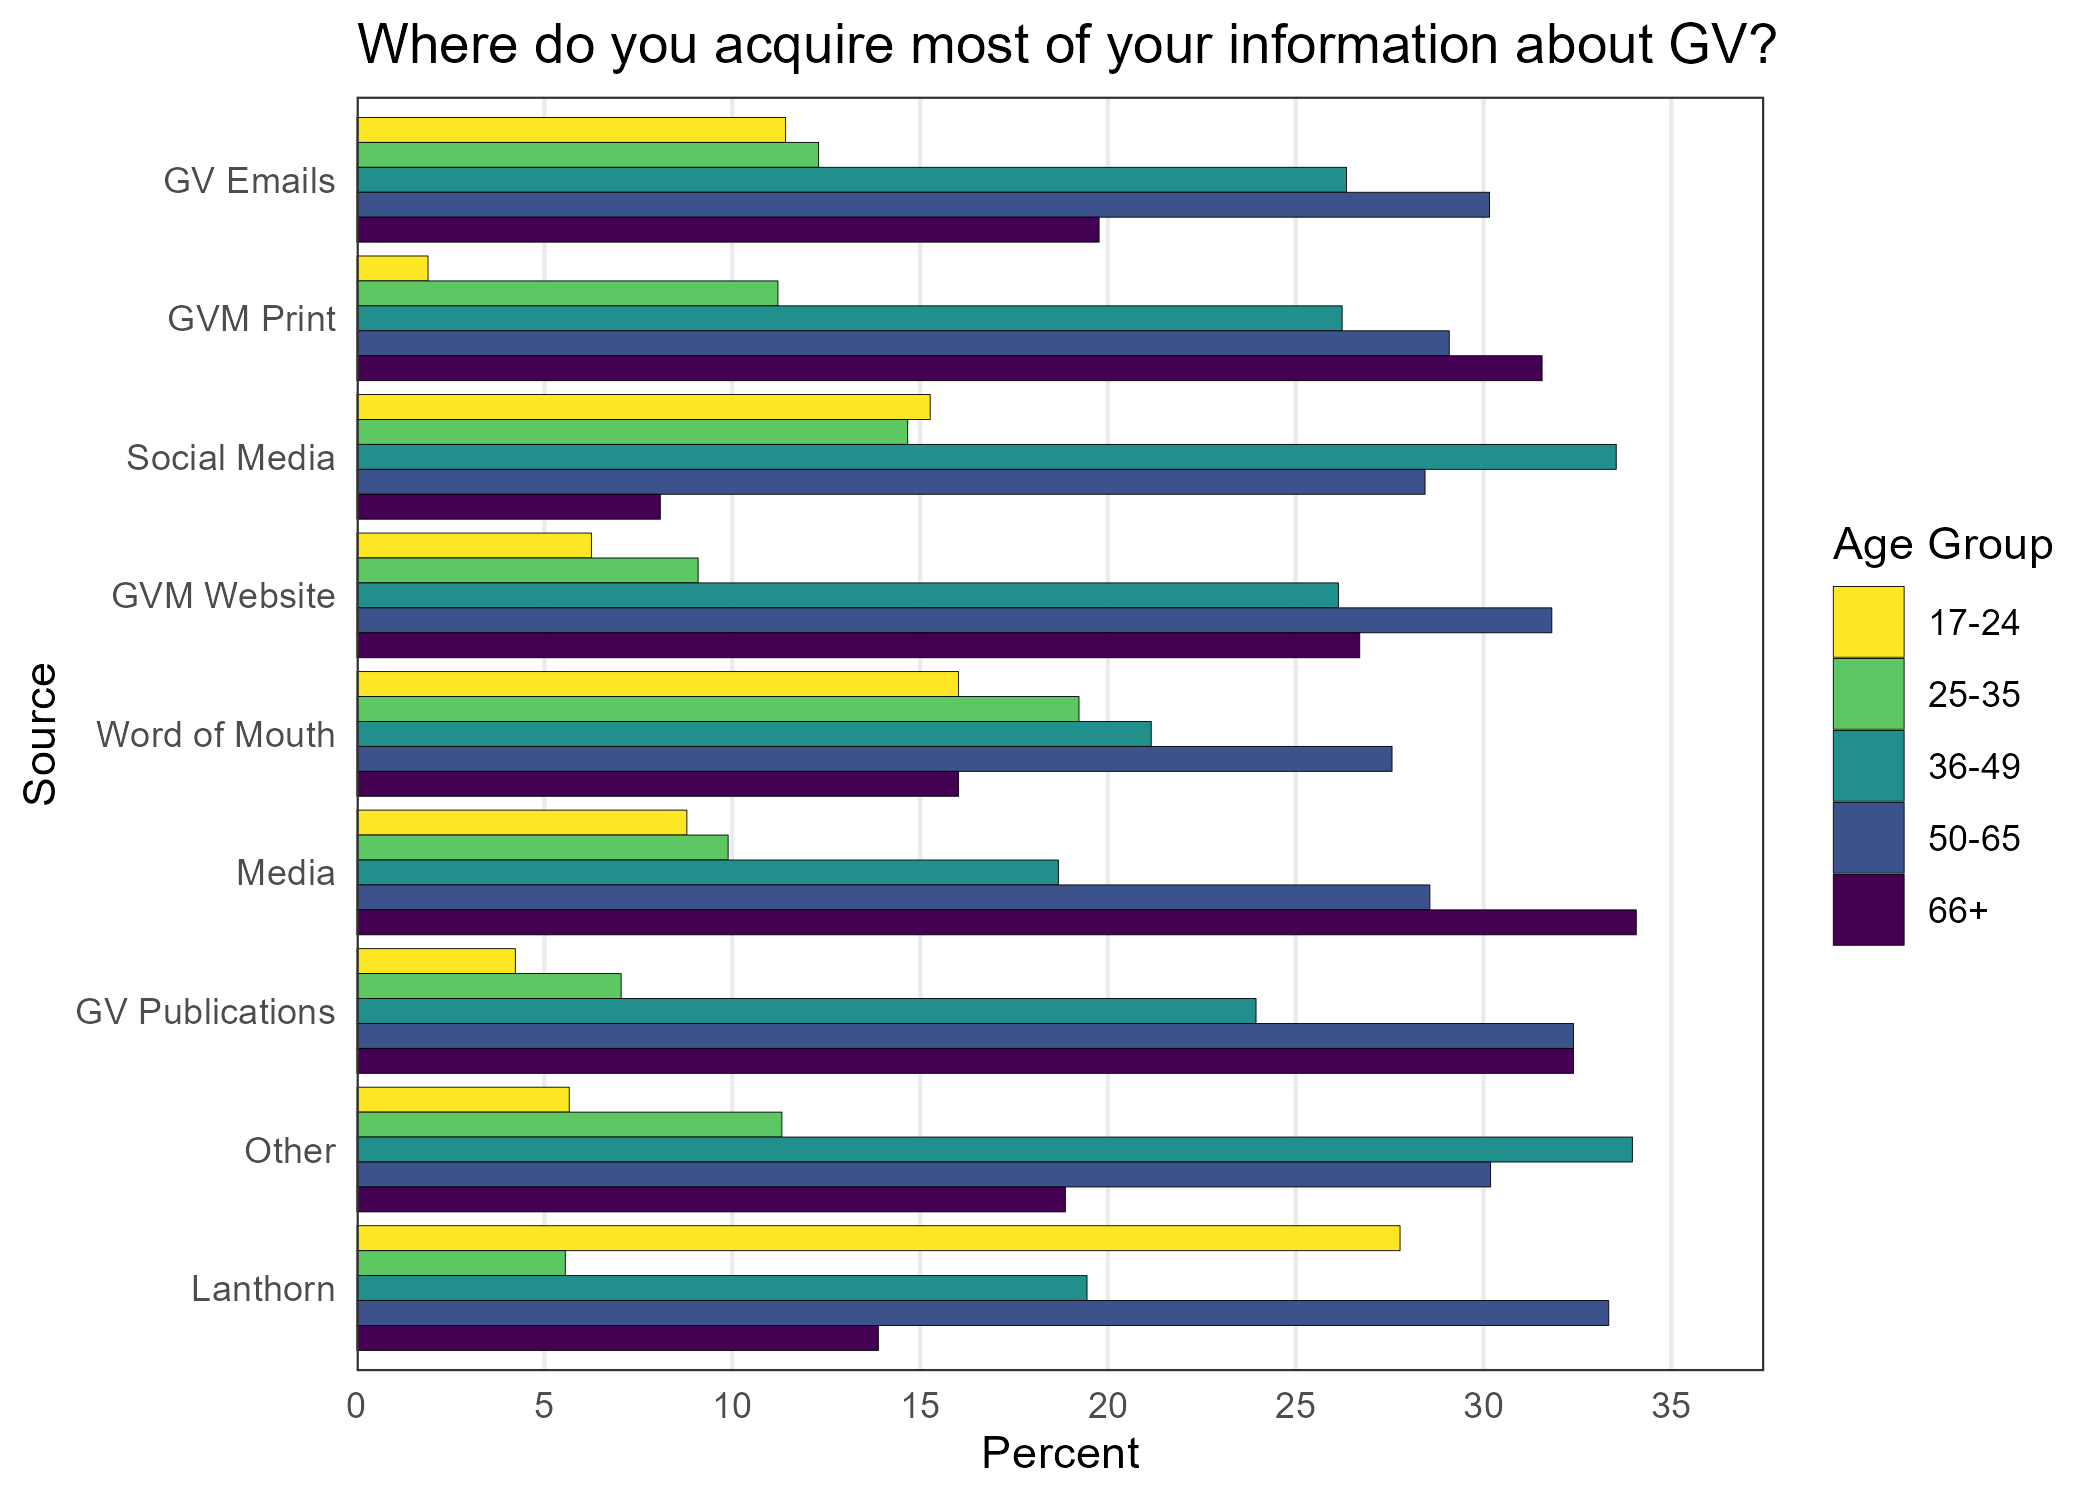 Where do you acquire most of your information about GV?
GV Emails
GVM Print
Social Media
GVM Website
Word of Mouth
Media
GV Publications
Other
Lanthorn
Source
0 5 10 15 20 25 30 35
Percent
Age Group
17-24
25-35
36-49
50-65
66+